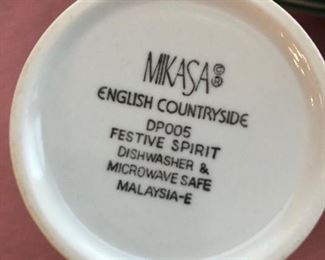 MIKASA©®
ENGLISH COUNTRYSIDE
DP005
FESTIVE SPIRIT
DISHWASHER &
MICROWAVE SAFE
MALAYSIA-E